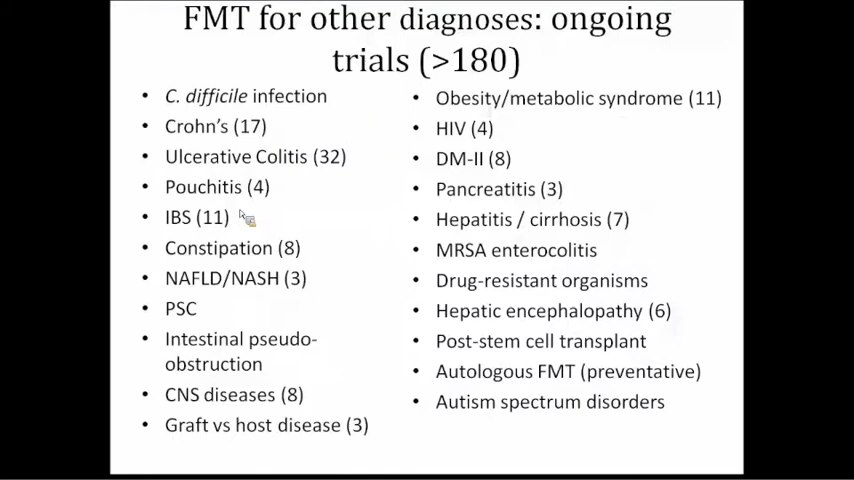 FMT for other diagnoses: ongoing
trials (>180)
• C. difficile infection
• Crohn's (17)
• Ulcerative Colitis (32)
• Pouchitis (4)
• IBS (11)
• Constipation (8)
• NAFLD/NASH (3)
• PSC
• Intestinal pseudo-
obstruction
• CNS diseases (8)
• Graft vs host disease (3)
• Obesity/metabolic syndrome (11)
• HIV (4)
• DM-II (8)
• Pancreatitis (3)
• Hepatitis / cirrhosis (7)
• MRSA enterocolitis
• Drug-resistant organisms
• Hepatic encephalopathy (6)
• Post-stem cell transplant
• Autologous FMT (preventative)
• Autism spectrum disorders